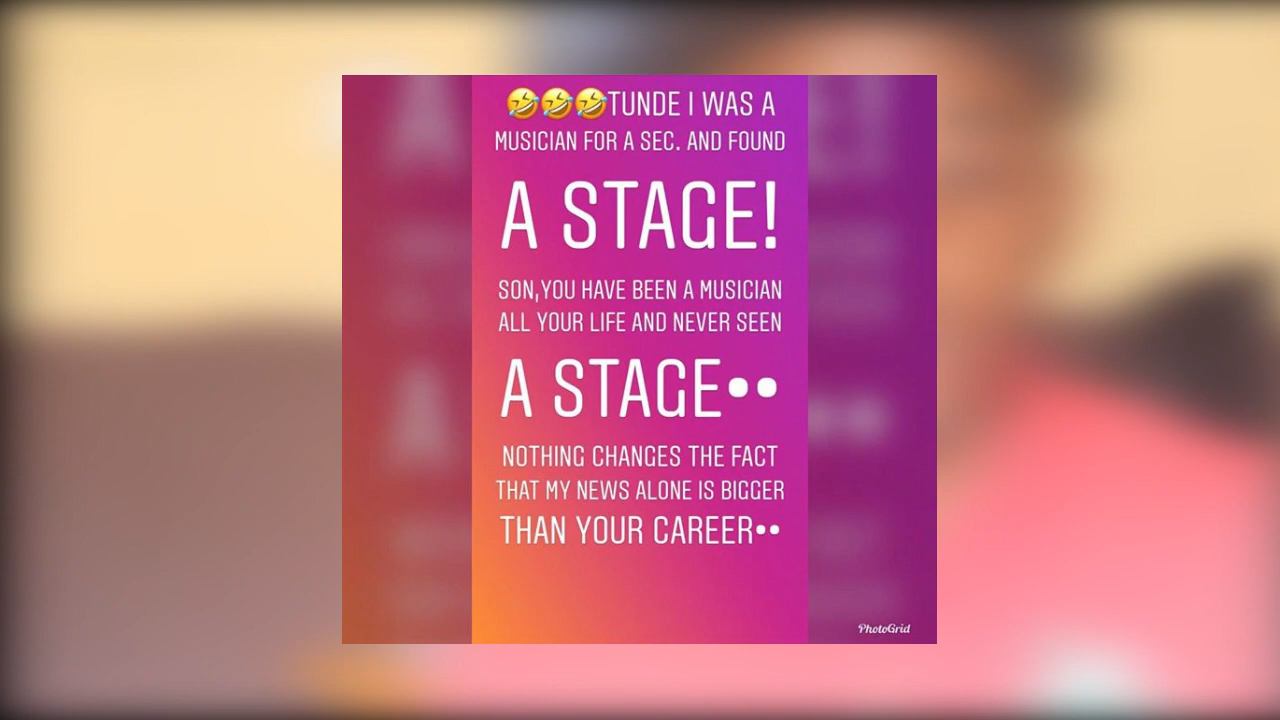 🤣🤣🤣TUNDE I WAS A
MUSICIAN FOR A SEC. AND FOUND
A STAGE!
SON,YOU HAVE BEEN A MUSICIAN
ALL YOUR LIFE AND NEVER SEEN
A STAGE••
NOTHING CHANGES THE FACT
THAT MY NEWS ALONE IS BIGGER
THAN YOUR CAREER••
PhotoGrid